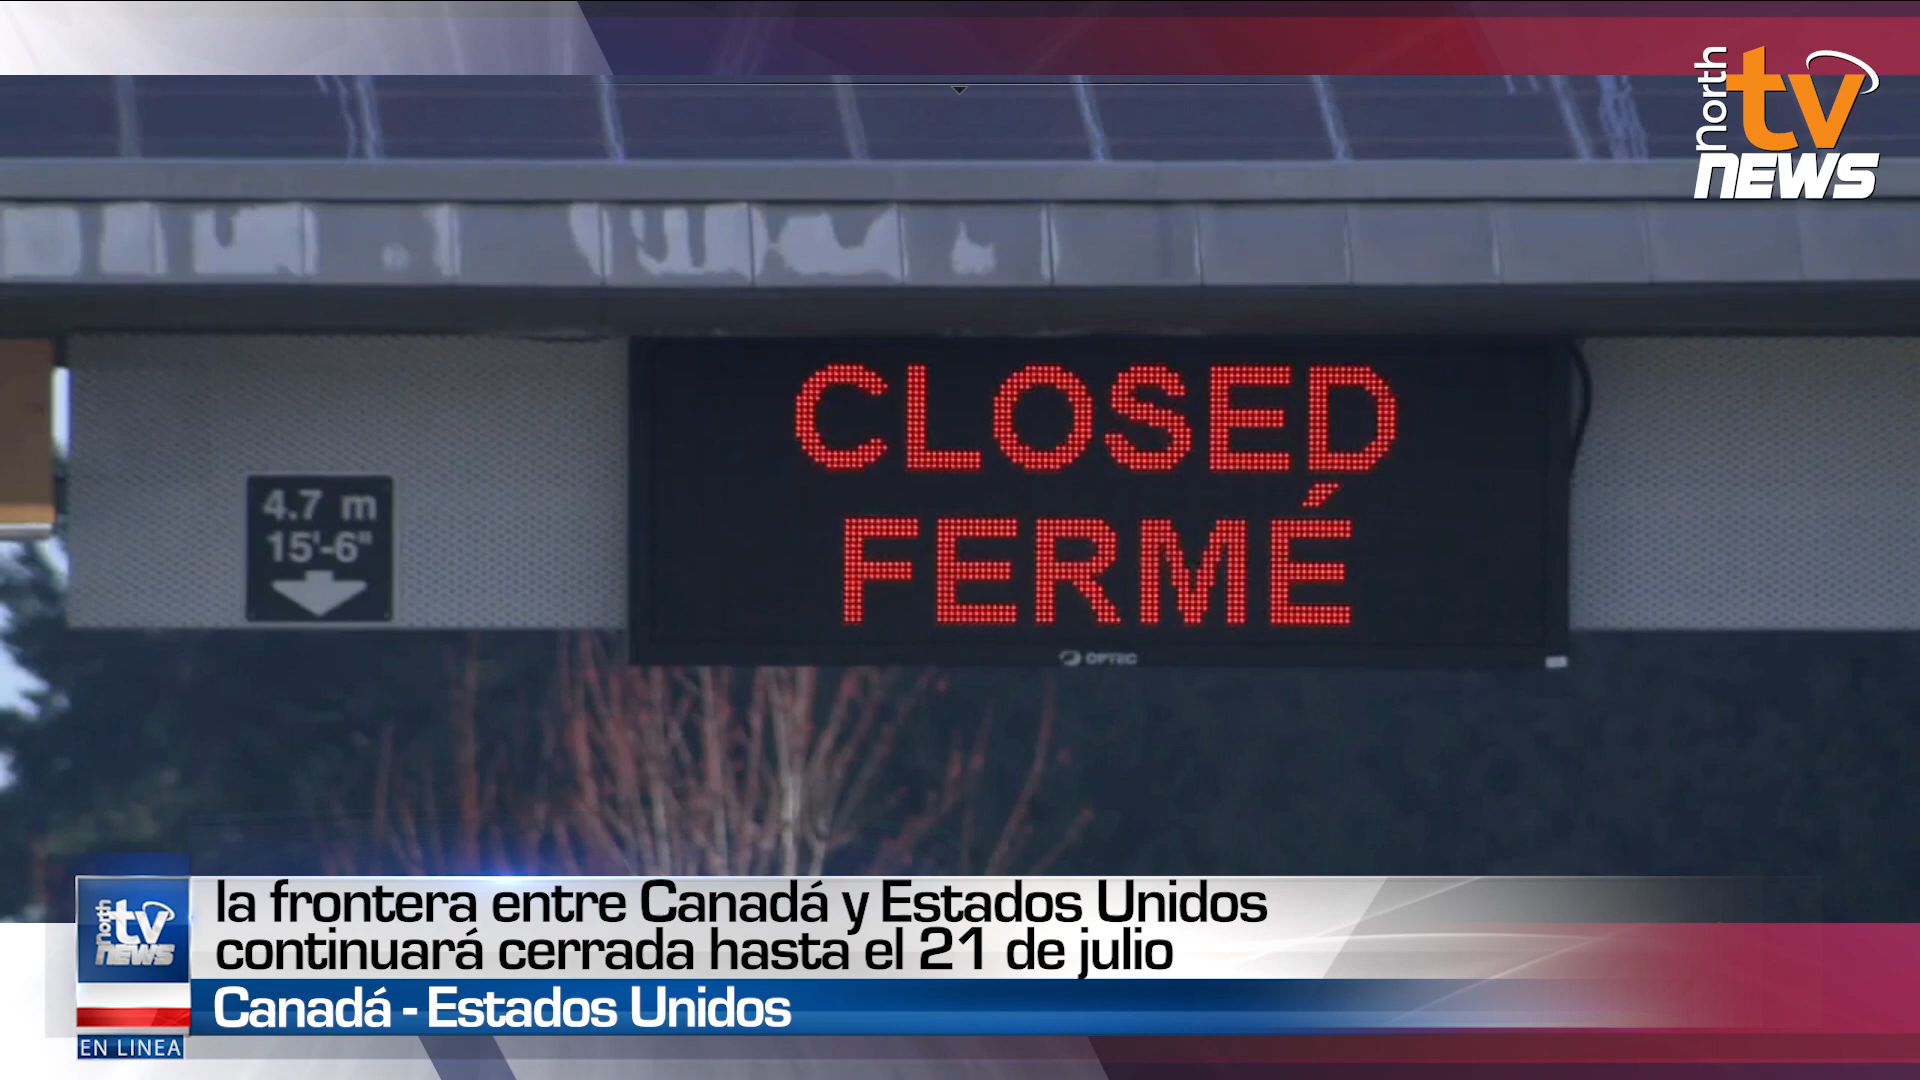 north
tv
NEWS
CLOSED
FERMÉ
4.7 m
15'-6"
OPTEC
la frontera entre Canadá y Estados Unidos
continuará cerrada hasta el 21 de julio
north
tv
NEWS
Canadá - Estados Unidos
EN LINEA